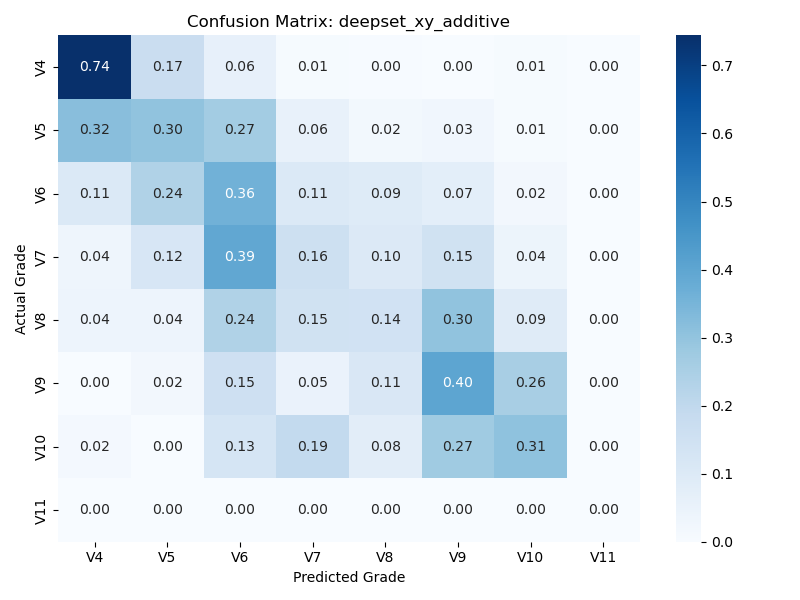 Confusion Matrix: deepset_xy_additive
V4 0.74 0.17 0.06 0.01 0.00 0.00 0.01 0.00
V5 0.32 0.30 0.27 0.06 0.02 0.03 0.01 0.00
V6 0.11 0.24 0.36 0.11 0.09 0.07 0.02 0.00
V7 0.04 0.12 0.39 0.16 0.10 0.15 0.04 0.00
V8 0.04 0.04 0.24 0.15 0.14 0.30 0.09 0.00
V9 0.00 0.02 0.15 0.05 0.11 0.40 0.26 0.00
V10 0.02 0.00 0.13 0.19 0.08 0.27 0.31 0.00
V11 0.00 0.00 0.00 0.00 0.00 0.00 0.00 0.00
V4 V5 V6 V7 V8 V9 V10 V11
Predicted Grade
Actual Grade
0.7
0.6
0.5
0.4
0.3
0.2
0.1
0.0